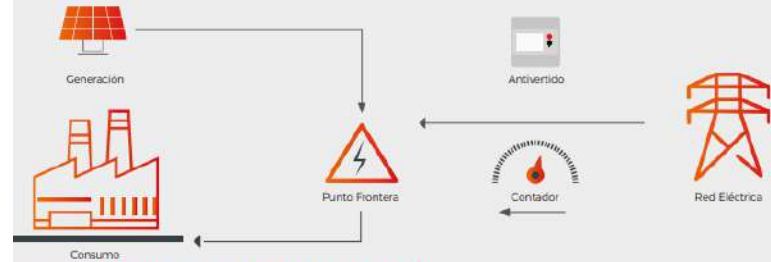 Generación
Antivertido
Punto Frontera
Contador
Red Eléctrica
Consumo